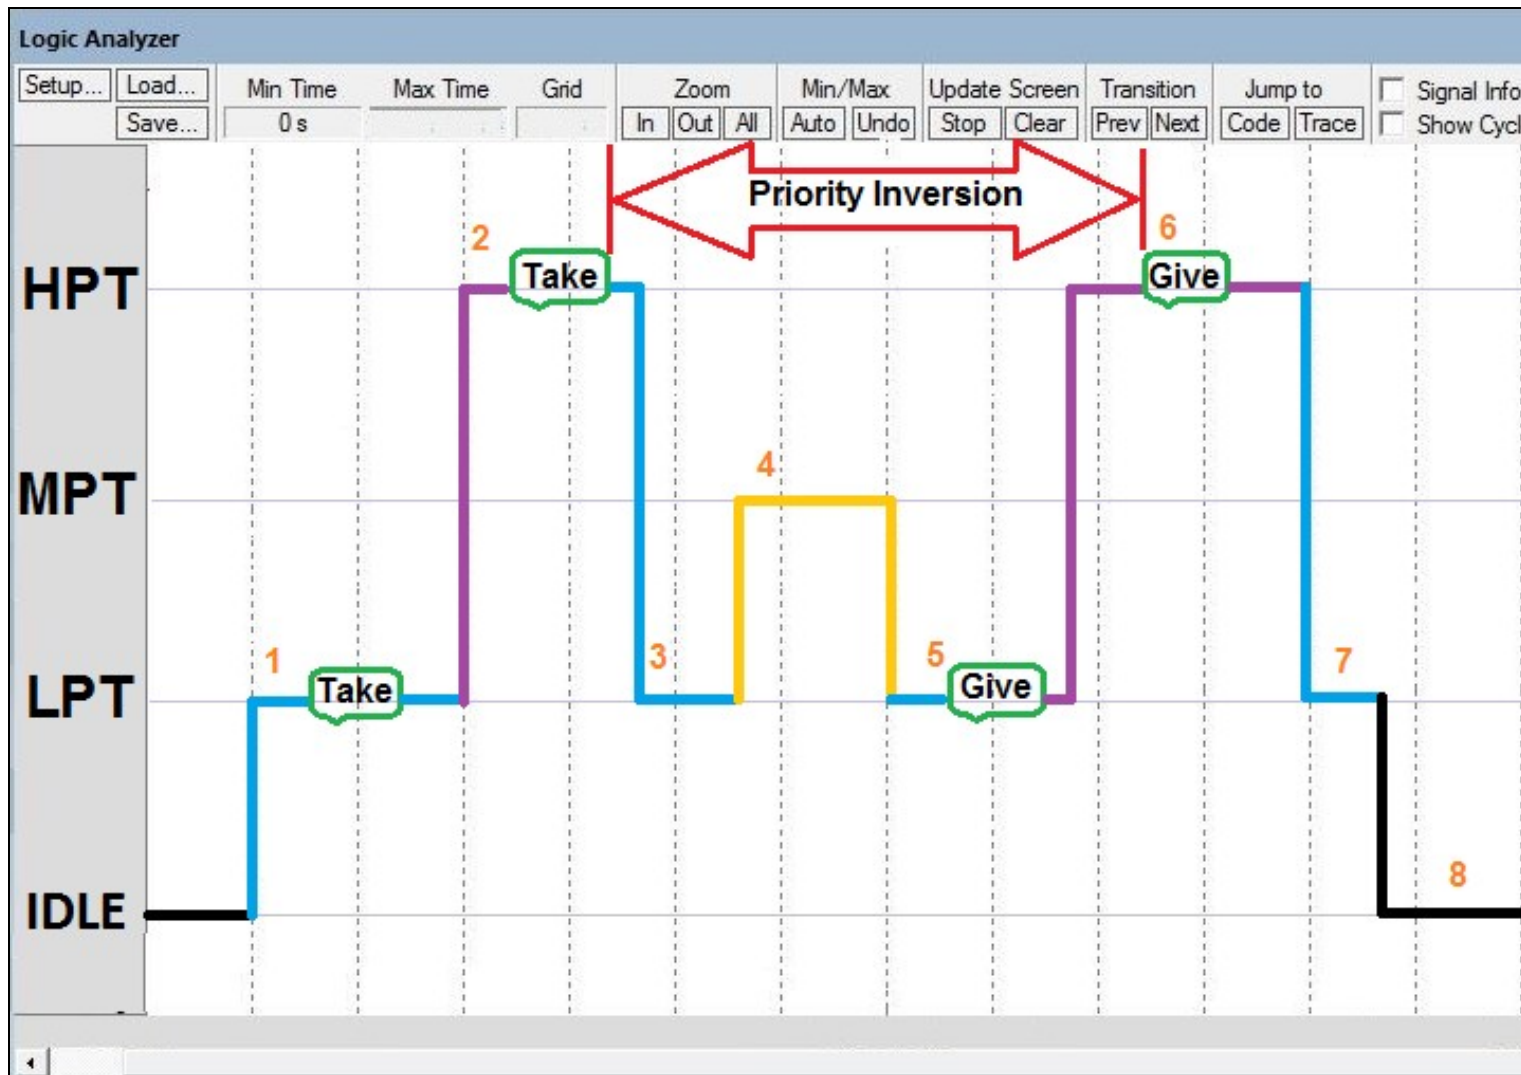 Logic Analyzer
Setup... Load... Min Time Max Time Grid Zoom Min/Max Update Screen Transition Jump to Signal Info
Save... 0 s In Out All Auto Undo Stop Clear Prev Next Code Trace Show Cycl
Priority Inversion
2 6
HPT Take Give
4
MPT
1 3 5 7
LPT Take Give
8
IDLE